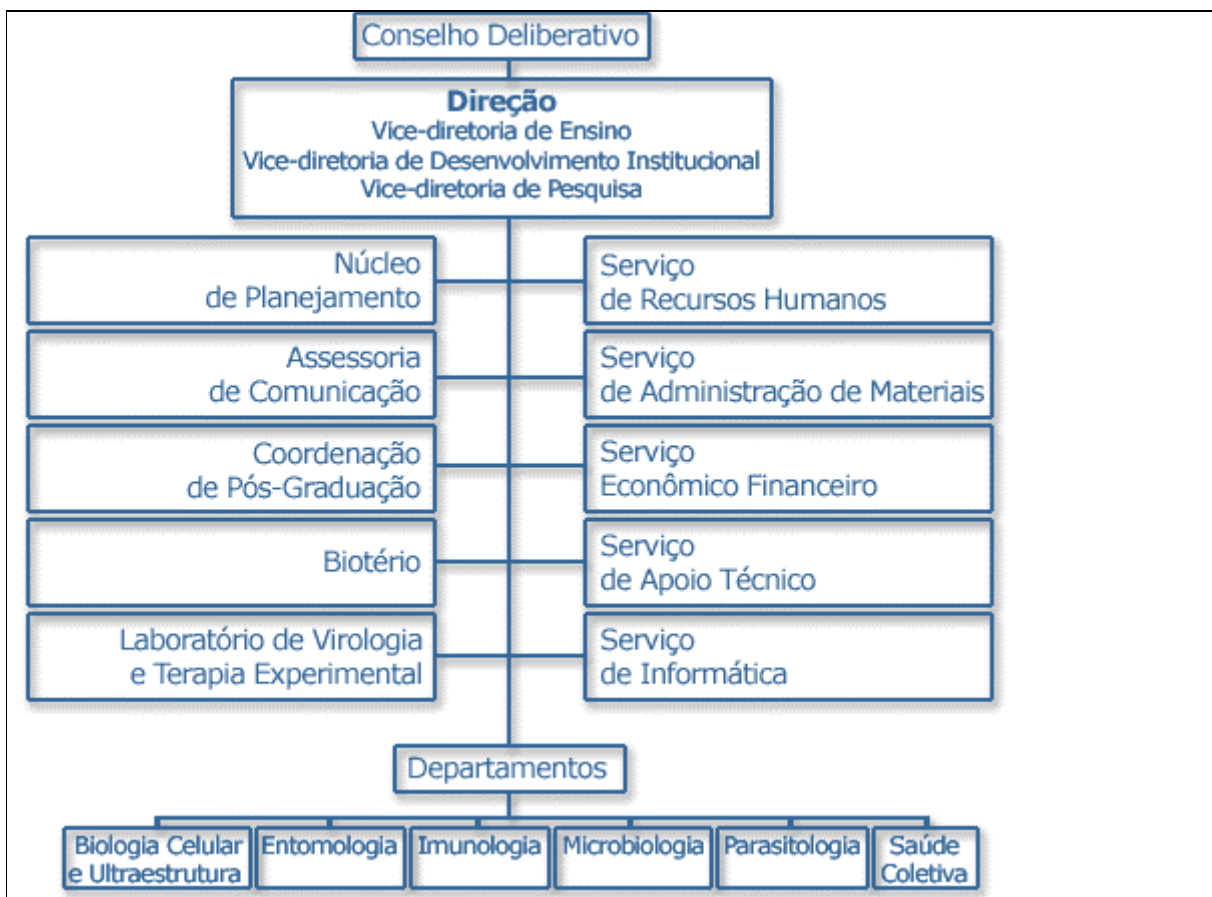 Conselho Deliberativo
Direção
Vice-diretoria de Ensino
Vice-diretoria de Desenvolvimento Institucional
Vice-diretoria de Pesquisa
Núcleo
de Planejamento
Serviço
de Recursos Humanos
Assessoria
de Comunicação
Serviço
de Administração de Materiais
Coordenação
de Pós-Graduação
Serviço
Econômico Financeiro
Biotério
Serviço
de Apoio Técnico
Laboratório de Virologia
e Terapia Experimental
Serviço
de Informática
Departamentos
Biologia Celular
e Ultraestrutura
Entomologia
Imunologia
Microbiologia
Parasitologia
Saúde
Coletiva